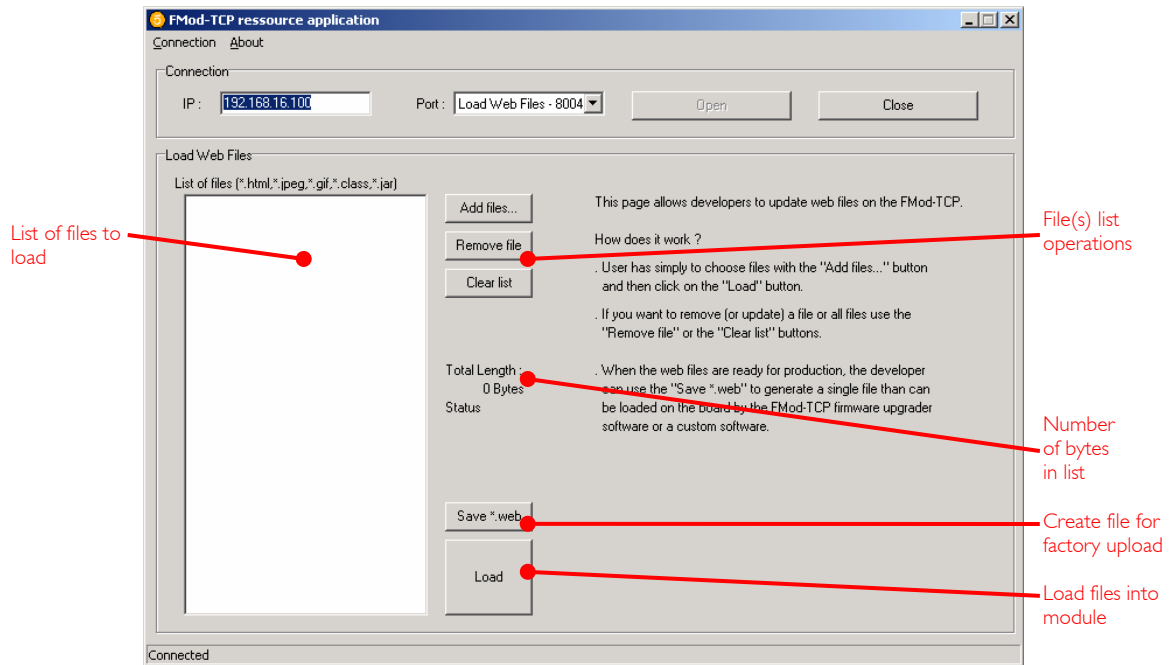 FMod-TCP ressource application
Connection About
Connection
IP : 192.168.16.100 Port : Load Web Files - 8004 Open Close
Load Web Files
List of files (*.html,*.jpeg,*.gif,*.class,*.jar)
Add files...
Remove file
Clear list
Total Length :
0 Bytes
Status
Save *.web
Load
This page allows developers to update web files on the FMod-TCP.
How does it work ?
. User has simply to choose files with the "Add files..." button
and then click on the "Load" button.
. If you want to remove (or update) a file or all files use the
"Remove file" or the "Clear list" buttons.
. When the web files are ready for production, the developer
can use the "Save *.web" to generate a single file than can
be loaded on the board by the FMod-TCP firmware upgrader
software or a custom software.
Connected
List of files to
load
File(s) list
operations
Number
of bytes
in list
Create file for
factory upload
Load files into
module